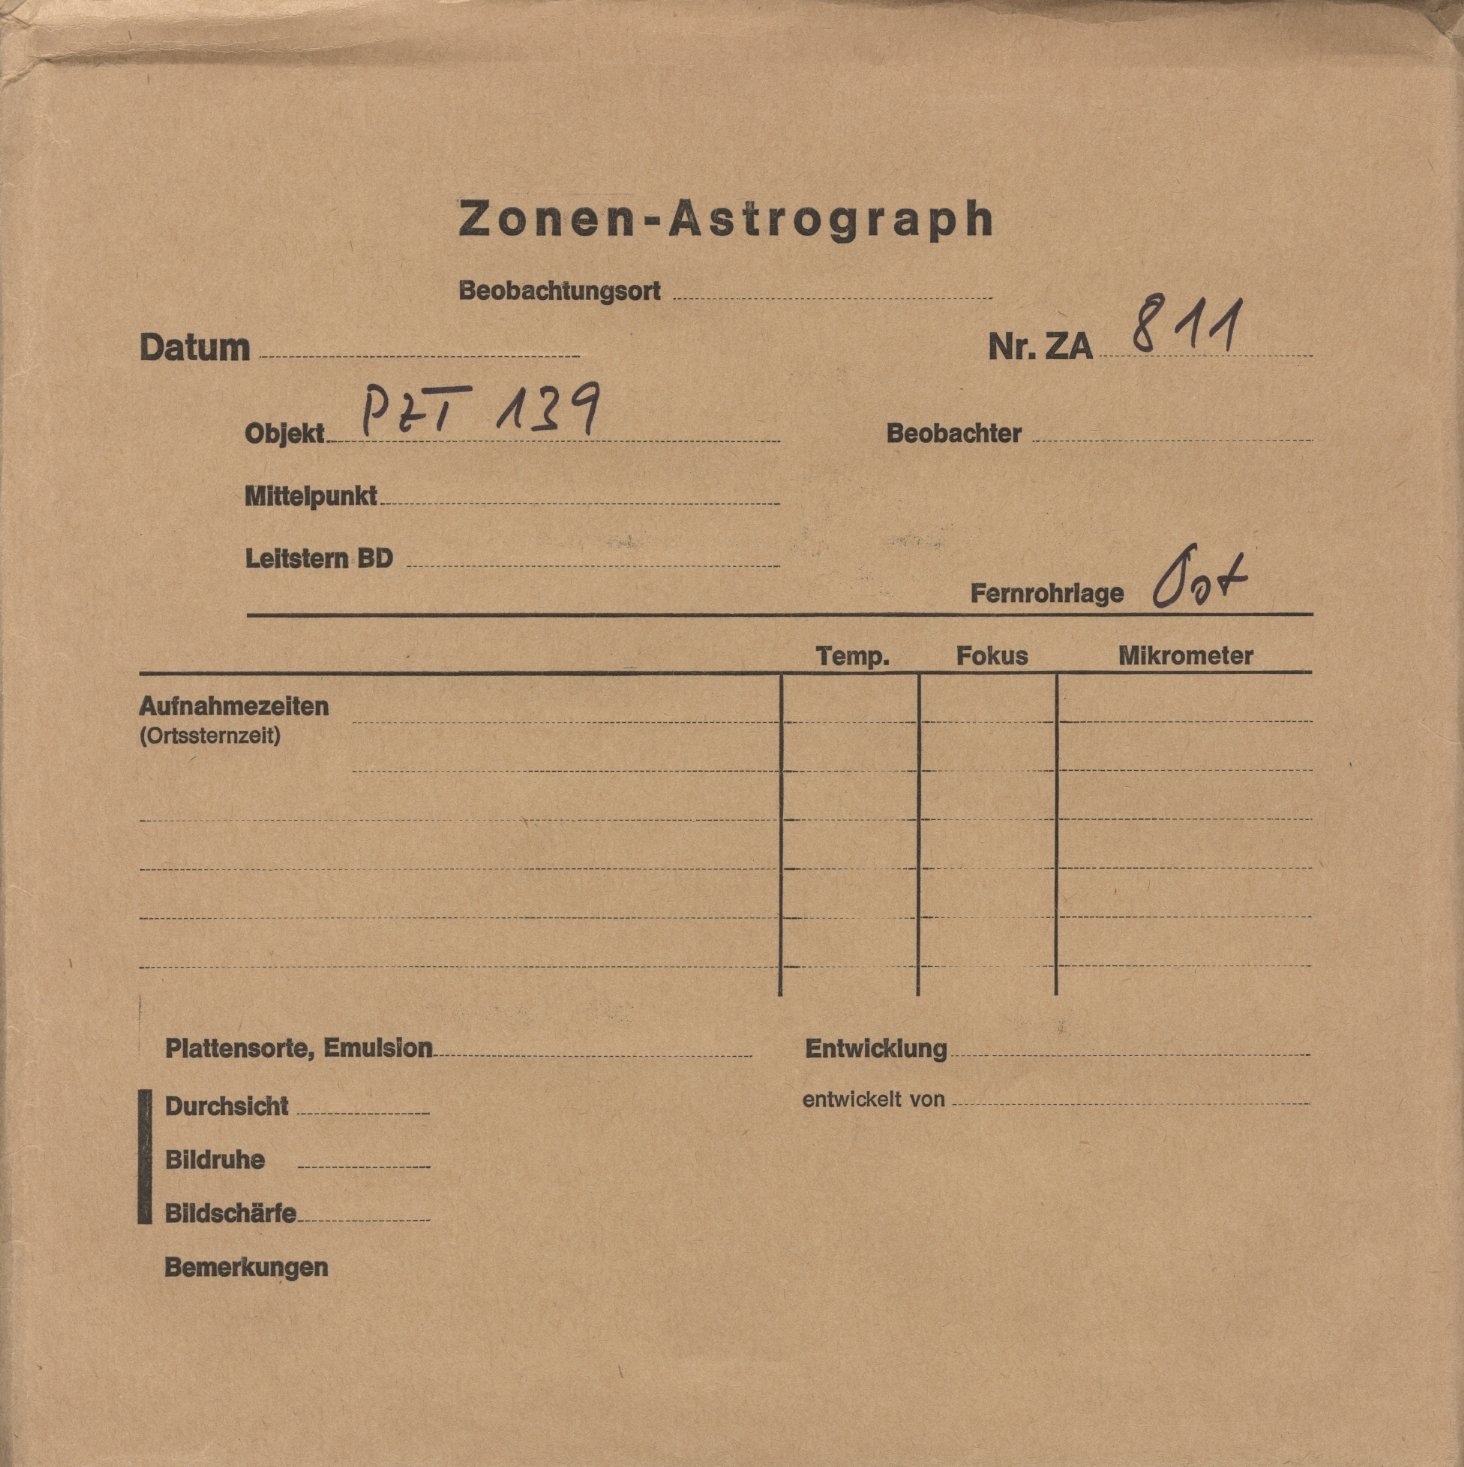 Zonen-Astrograph
Beobachtungsort
Datum
Nr. ZA 811
Objekt PZT 139
Beobachter
Mittelpunkt
Leitstern BD
Fernrohrlage Ost
Temp. Fokus Mikrometer
Aufnahmezeiten
(Ortssternzeit)
Plattensorte, Emulsion
Entwicklung
Durchsicht
entwickelt von
Bildruhe
Bildschärfe
Bemerkungen